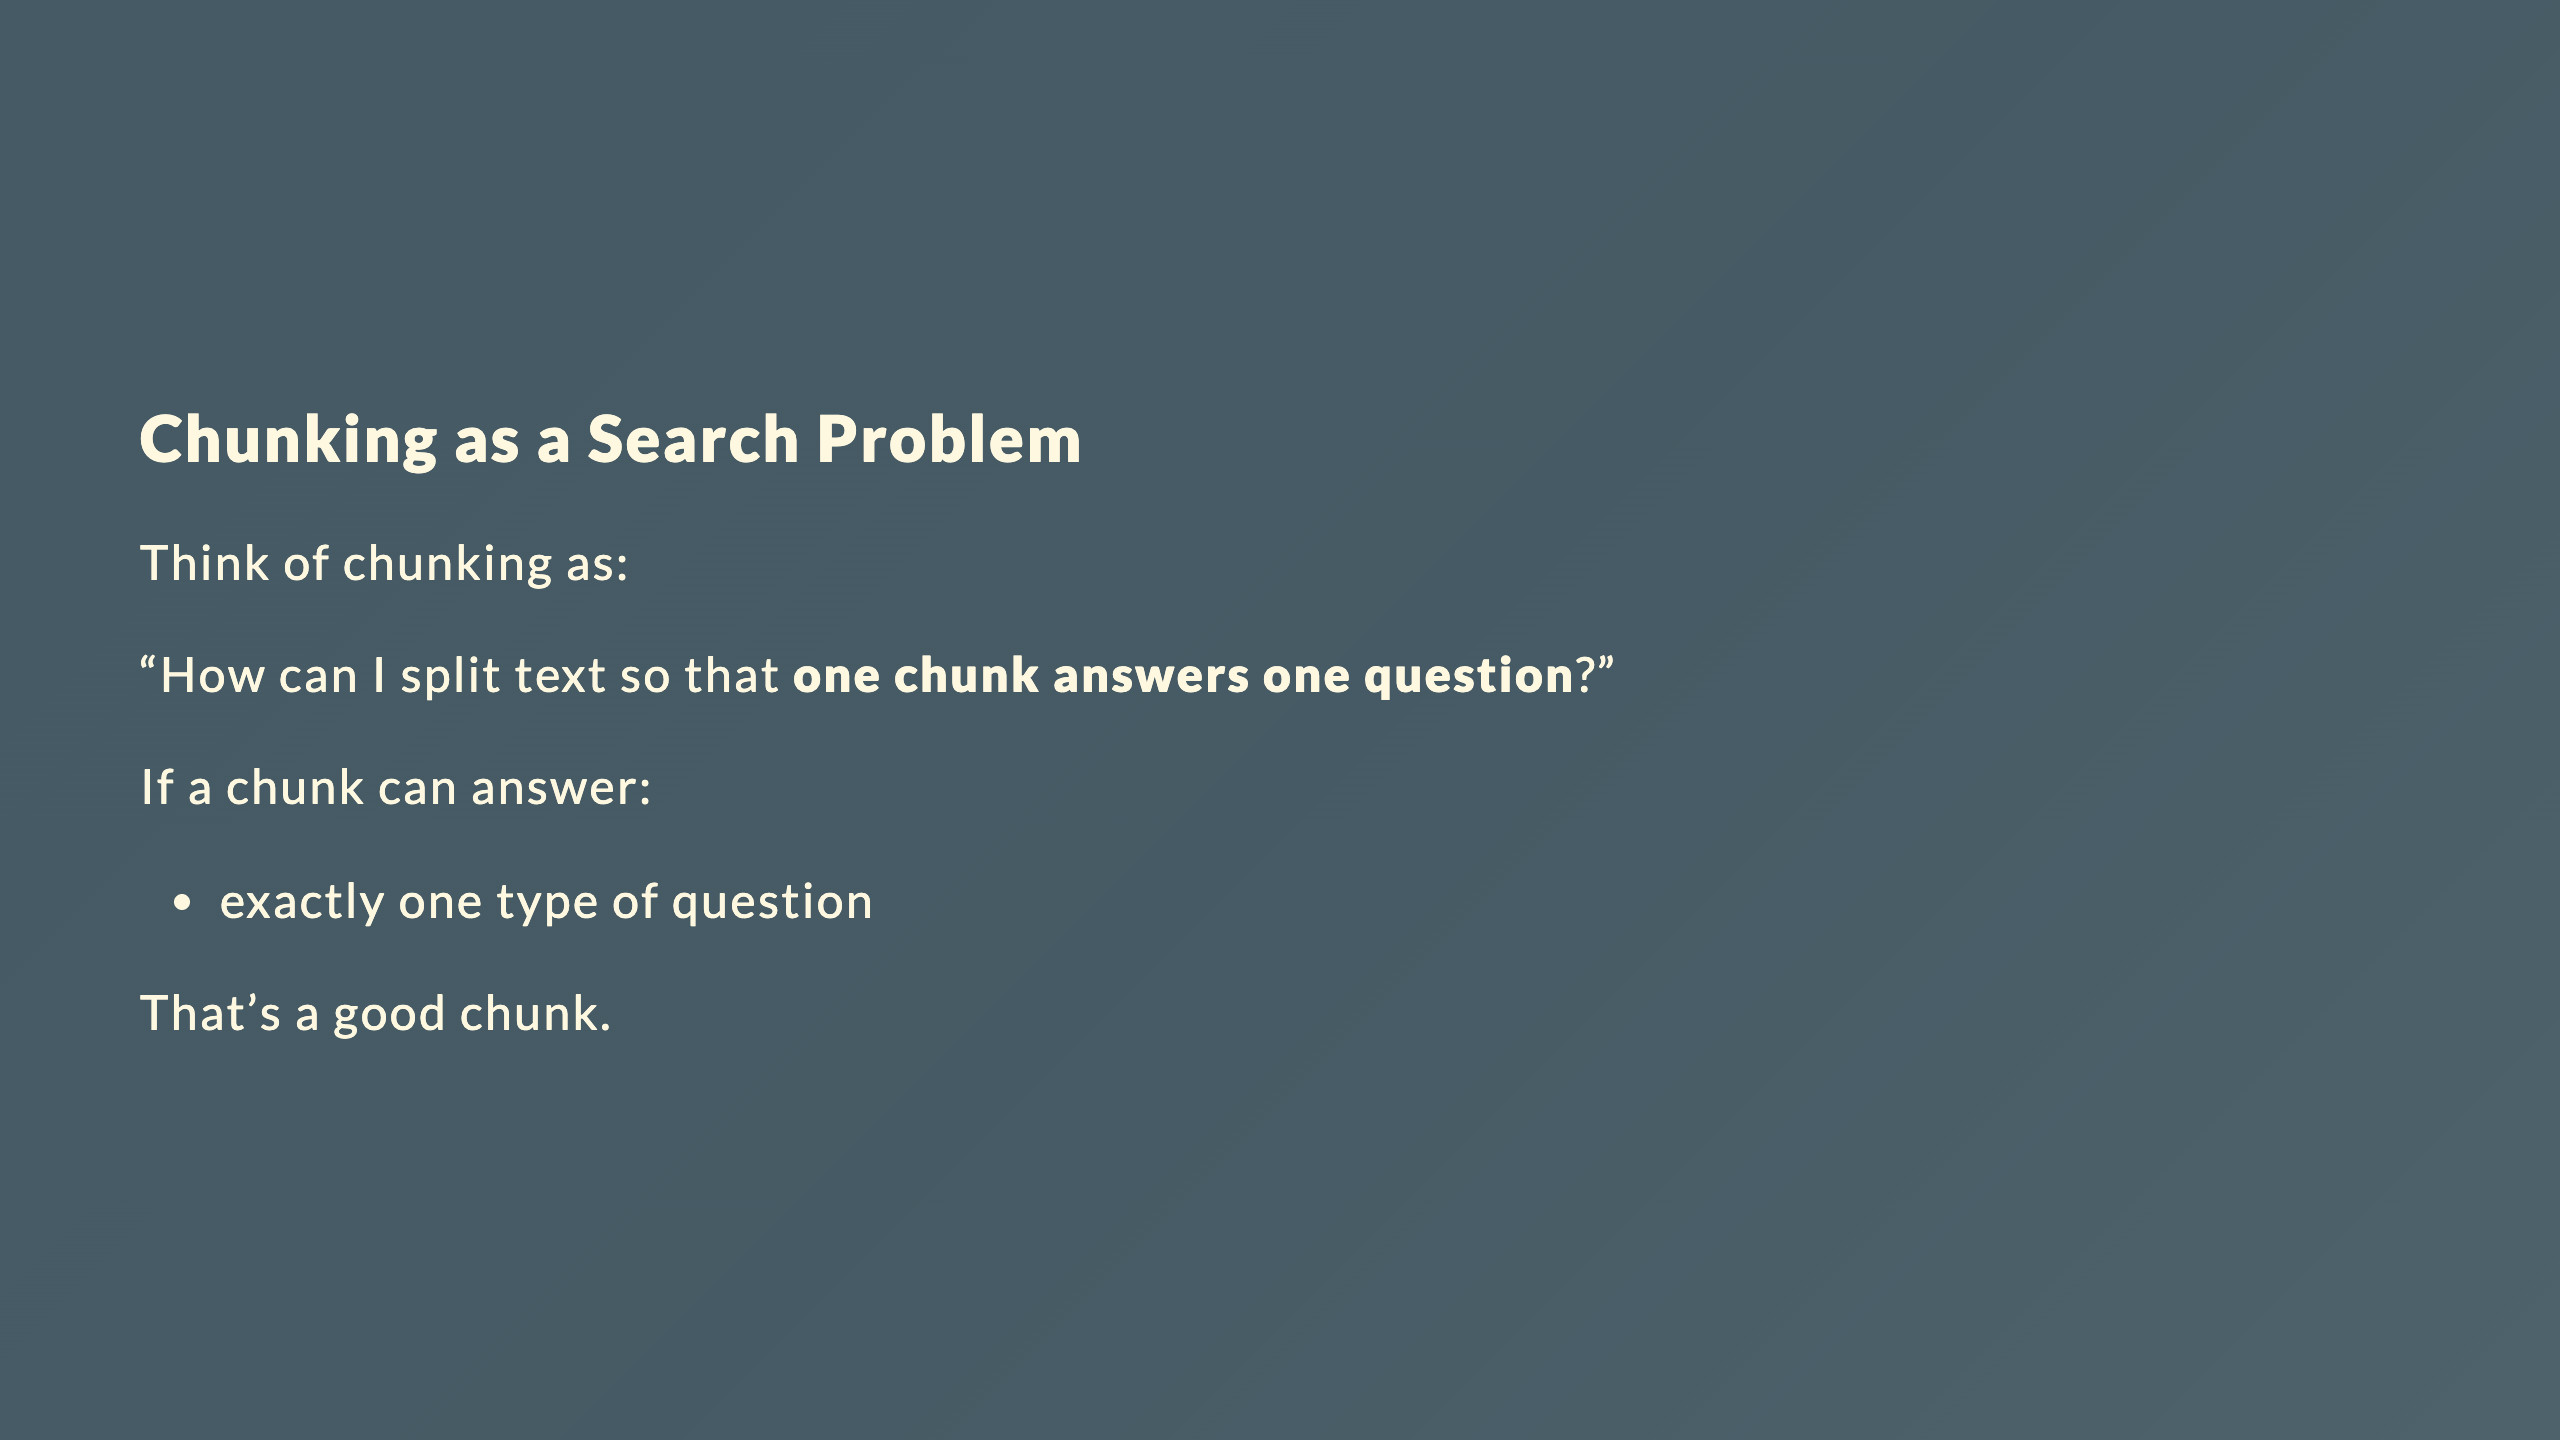 Chunking as a Search Problem
Think of chunking as:
“How can I split text so that one chunk answers one question?”
If a chunk can answer:
• exactly one type of question
That’s a good chunk.